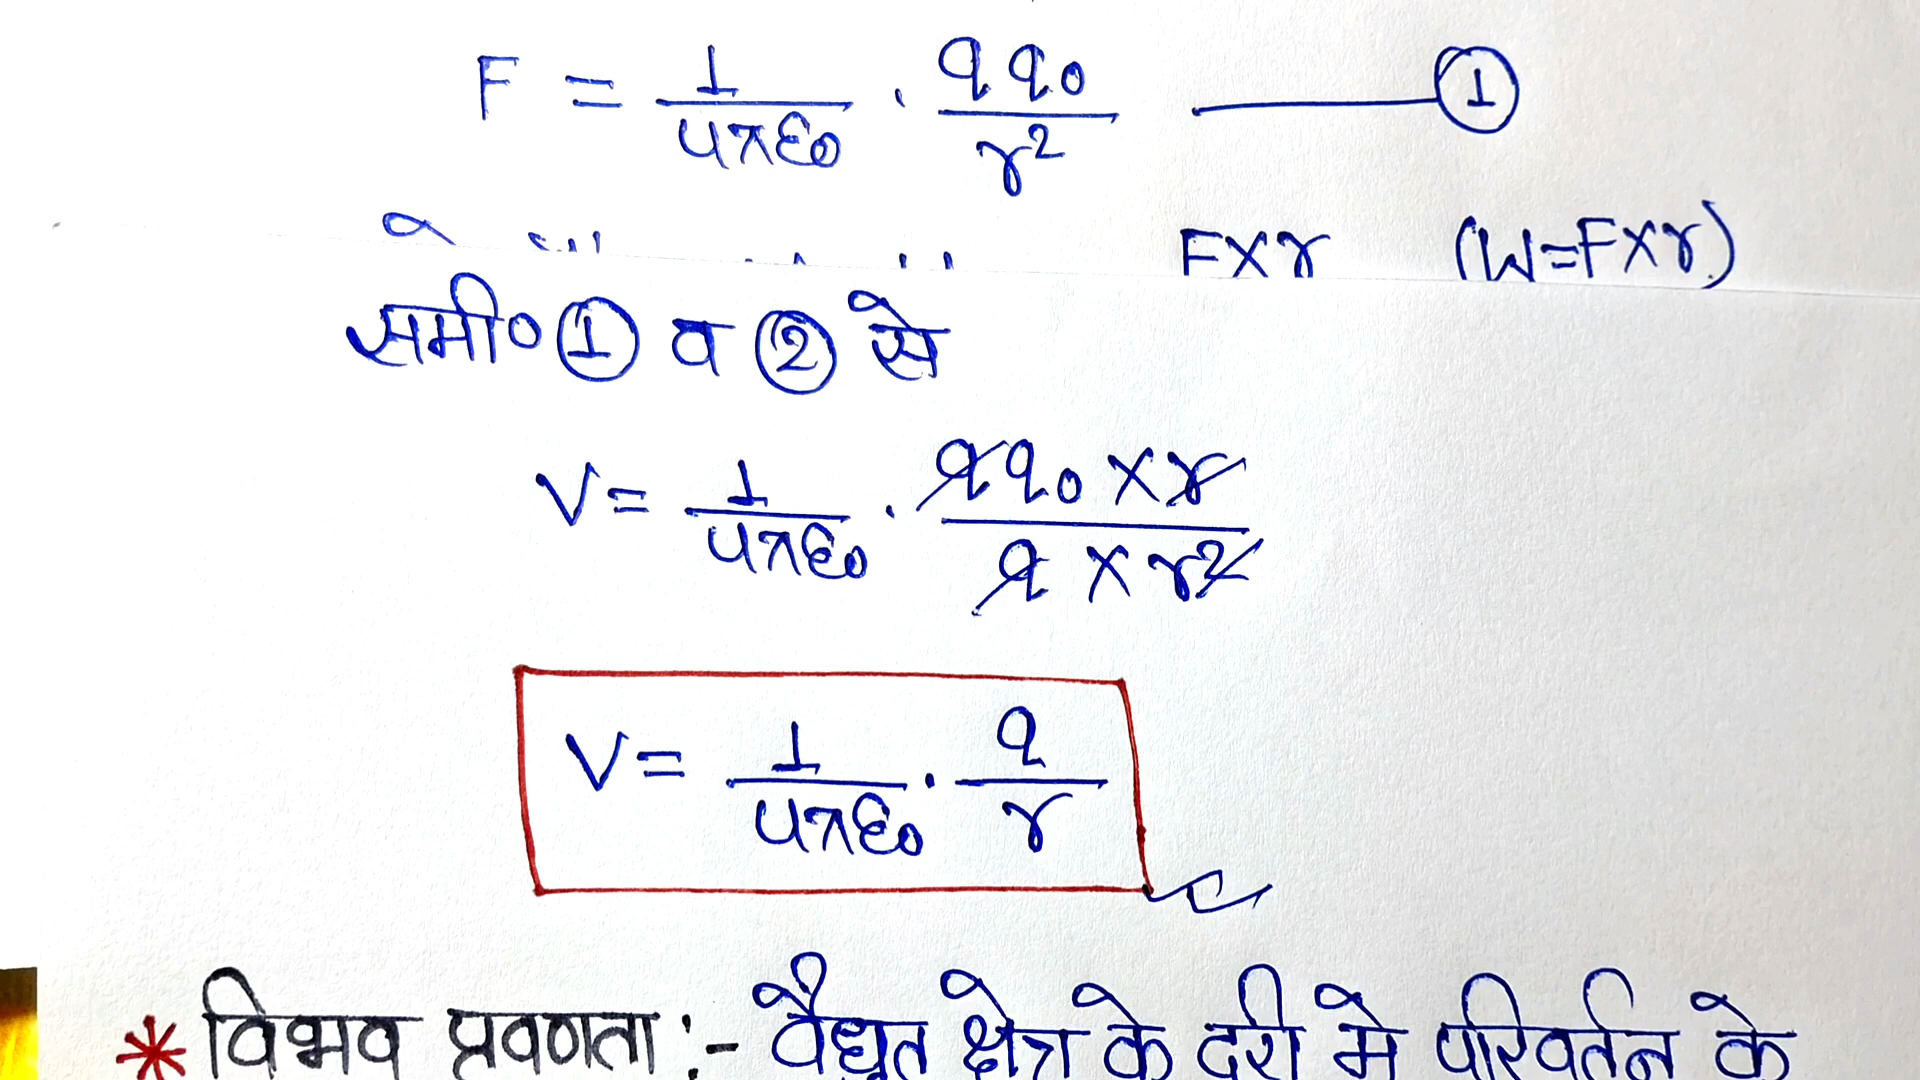 F = 1/4πε₀ · qq₀/r² ——— ①
F×r (W=F×r)
समी० ① व ② से
V= 1/4πε₀ · qq₀×r / q×r²
V= 1/4πε₀ · q/r
* विभव प्रवणता :- वैधुत क्षेत्र के दरी मे परिवर्तन के